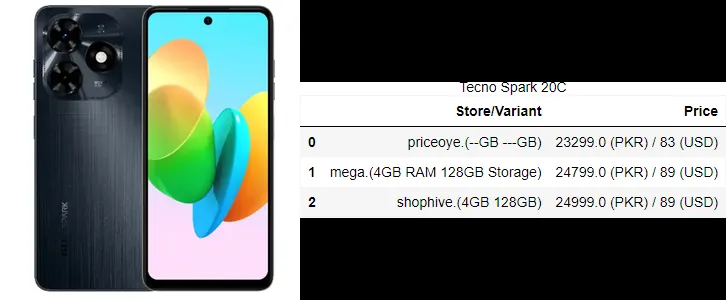 Tecno Spark 20C
Store/Variant Price
0 priceoye.(--GB ---GB) 23299.0 (PKR) / 83 (USD)
1 mega.(4GB RAM 128GB Storage) 24799.0 (PKR) / 89 (USD)
2 shophive.(4GB 128GB) 24999.0 (PKR) / 89 (USD)
SPARK